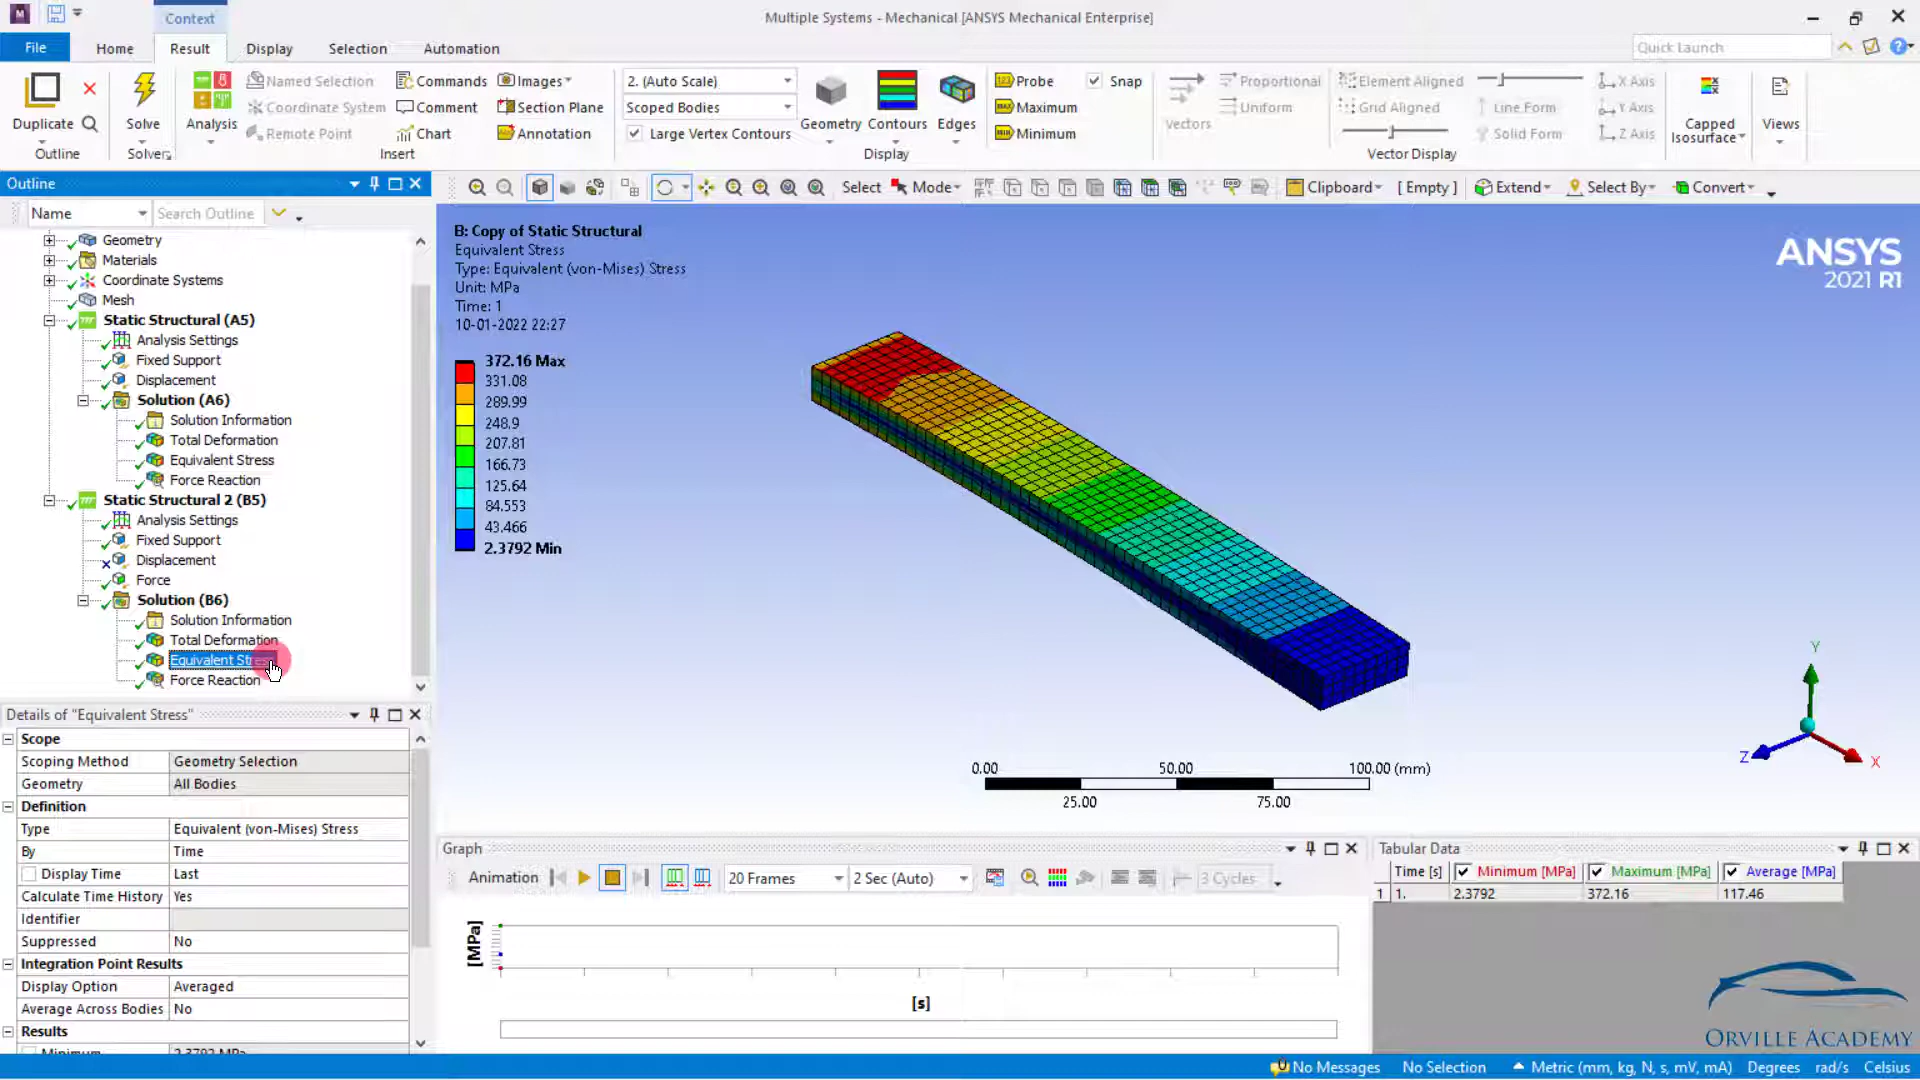 Context
Multiple Systems - Mechanical [ANSYS Mechanical Enterprise]
File
Home
Result
Display
Selection
Automation
Quick Launch
Duplicate
Outline
Solve
Solver
Analysis
Named Selection
Coordinate System
Remote Point
Commands
Comment
Chart
Images
Section Plane
Annotation
Insert
2. (Auto Scale)
Scoped Bodies
Large Vertex Contours
Geometry
Contours
Edges
Display
Probe
Maximum
Minimum
Snap
Vectors
Proportional
Uniform
Element Aligned
Grid Aligned
Line Form
Solid Form
X Axis
Y Axis
Z Axis
Vector Display
Capped
Isosurface
Views
Outline
Name
Search Outline
Select
Mode
Clipboard
[ Empty ]
Extend
Select By
Convert
Geometry
Materials
Coordinate Systems
Mesh
Static Structural (A5)
Analysis Settings
Fixed Support
Displacement
Solution (A6)
Solution Information
Total Deformation
Equivalent Stress
Force Reaction
Static Structural 2 (B5)
Analysis Settings
Fixed Support
Displacement
Force
Solution (B6)
Solution Information
Total Deformation
Equivalent Stress
Force Reaction
B: Copy of Static Structural
Equivalent Stress
Type: Equivalent (von-Mises) Stress
Unit: MPa
Time: 1
10-01-2022 22:27
372.16 Max
331.08
289.99
248.9
207.81
166.73
125.64
84.553
43.466
2.3792 Min
ANSYS
2021 R1
0.00
50.00
100.00 (mm)
25.00
75.00
Y
Z
X
Details of "Equivalent Stress"
Scope
Scoping Method
Geometry Selection
Geometry
All Bodies
Definition
Type
Equivalent (von-Mises) Stress
By
Time
Display Time
Last
Calculate Time History
Yes
Identifier
Suppressed
No
Integration Point Results
Display Option
Averaged
Average Across Bodies
No
Results
Minimum
2.3792 MPa
Graph
Animation
20 Frames
2 Sec (Auto)
3 Cycles
[MPa]
[s]
Tabular Data
Time [s]
Minimum [MPa]
Maximum [MPa]
Average [MPa]
1
1.
2.3792
372.16
117.46
ORVILLE ACADEMY
No Messages
No Selection
Metric (mm, kg, N, s, mV, mA)
Degrees
rad/s
Celsius